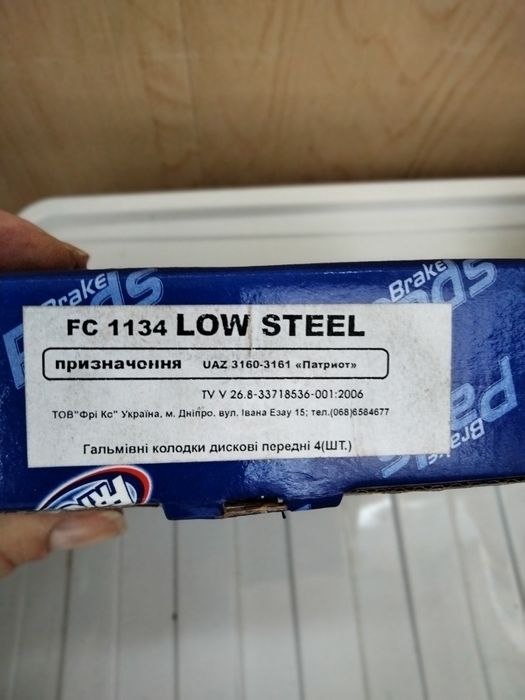 Brake
Brake
Pads
FC 1134 LOW STEEL
призначення UAZ 3160-3161 «Патриот»
TV V 26.8-33718536-001:2006
ТОВ"Фрі Кс" Україна, м. Дніпро. вул. Івана Езау 15; тел.(068)6584677
Гальмівні колодки дискові передні 4(ШТ.)
Brake
Pads